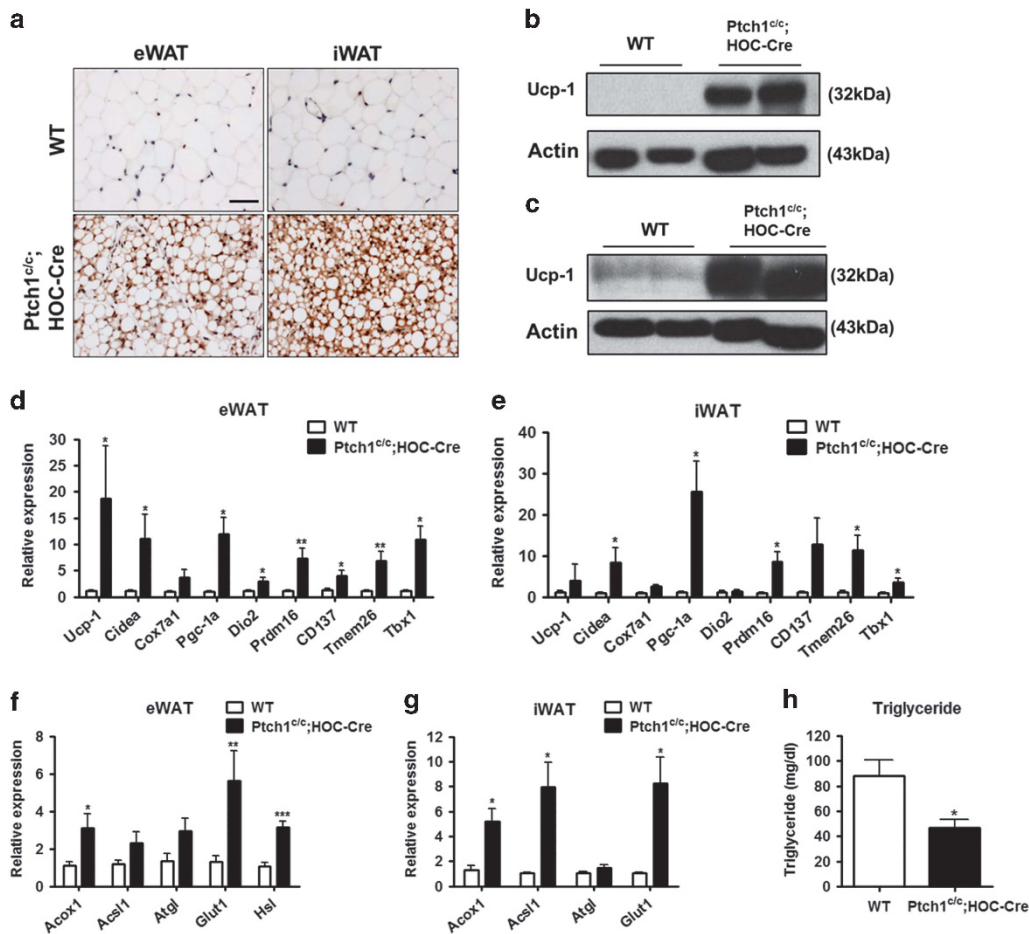 a
eWAT
iWAT
WT
Ptch1c/c;
HOC-Cre
b
WT
Ptch1c/c;
HOC-Cre
Ucp-1
(32kDa)
Actin
(43kDa)
c
WT
Ptch1c/c;
HOC-Cre
Ucp-1
(32kDa)
Actin
(43kDa)
d
eWAT
WT
Ptch1c/c;HOC-Cre
Relative expression
30
25
20
15
10
5
0
*
*
*
*
**
*
**
*
Ucp-1
Cidea
Cox7a1
Pgc-1a
Dio2
Prdm16
CD137
Tmem26
Tbx1
e
iWAT
WT
Ptch1c/c;HOC-Cre
Relative expression
40
30
20
10
0
*
*
*
*
*
Ucp-1
Cidea
Cox7a1
Pgc-1a
Dio2
Prdm16
CD137
Tmem26
Tbx1
f
eWAT
WT
Ptch1c/c;HOC-Cre
Relative expression
8
6
4
2
0
*
**
***
Acox1
Acsl1
Atgl
Glut1
Hsl
g
iWAT
WT
Ptch1c/c;HOC-Cre
Relative expression
12
10
8
6
4
2
0
*
*
*
Acox1
Acsl1
Atgl
Glut1
h
Triglyceride
Triglyceride (mg/dl)
120
100
80
60
40
20
0
*
WT
Ptch1c/c;HOC-Cre